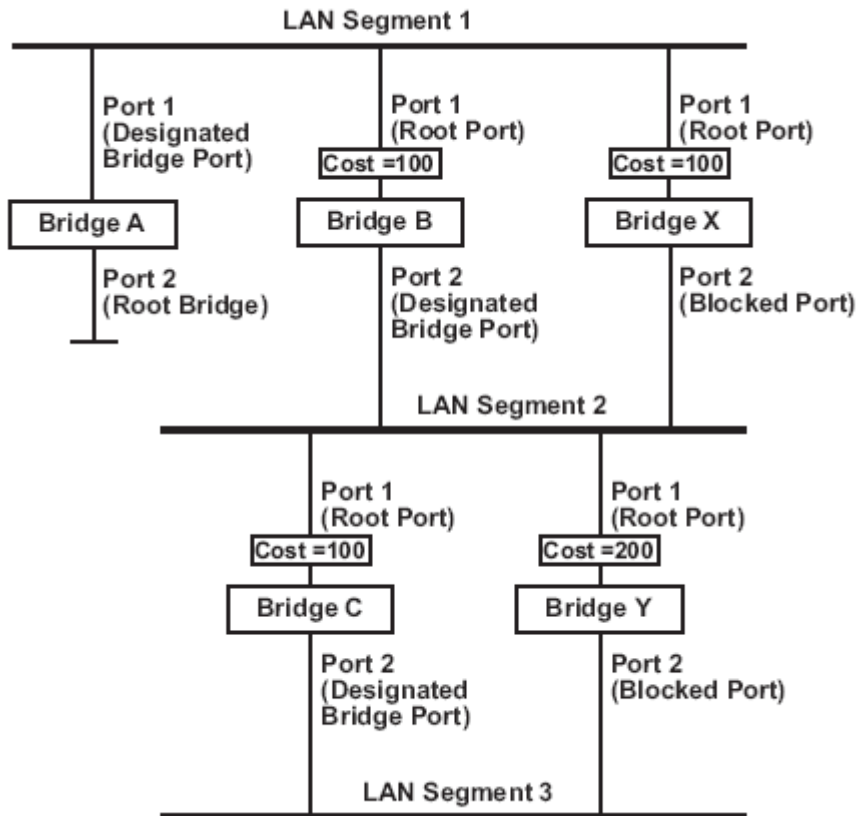 LAN Segment 1
Port 1
(Designated
Bridge Port)
Port 1
(Root Port)
Port 1
(Root Port)
Cost =100
Cost =100
Bridge A
Bridge B
Bridge X
Port 2
(Root Bridge)
Port 2
(Designated
Bridge Port)
Port 2
(Blocked Port)
LAN Segment 2
Port 1
(Root Port)
Port 1
(Root Port)
Cost =100
Cost =200
Bridge C
Bridge Y
Port 2
(Designated
Bridge Port)
Port 2
(Blocked Port)
LAN Segment 3